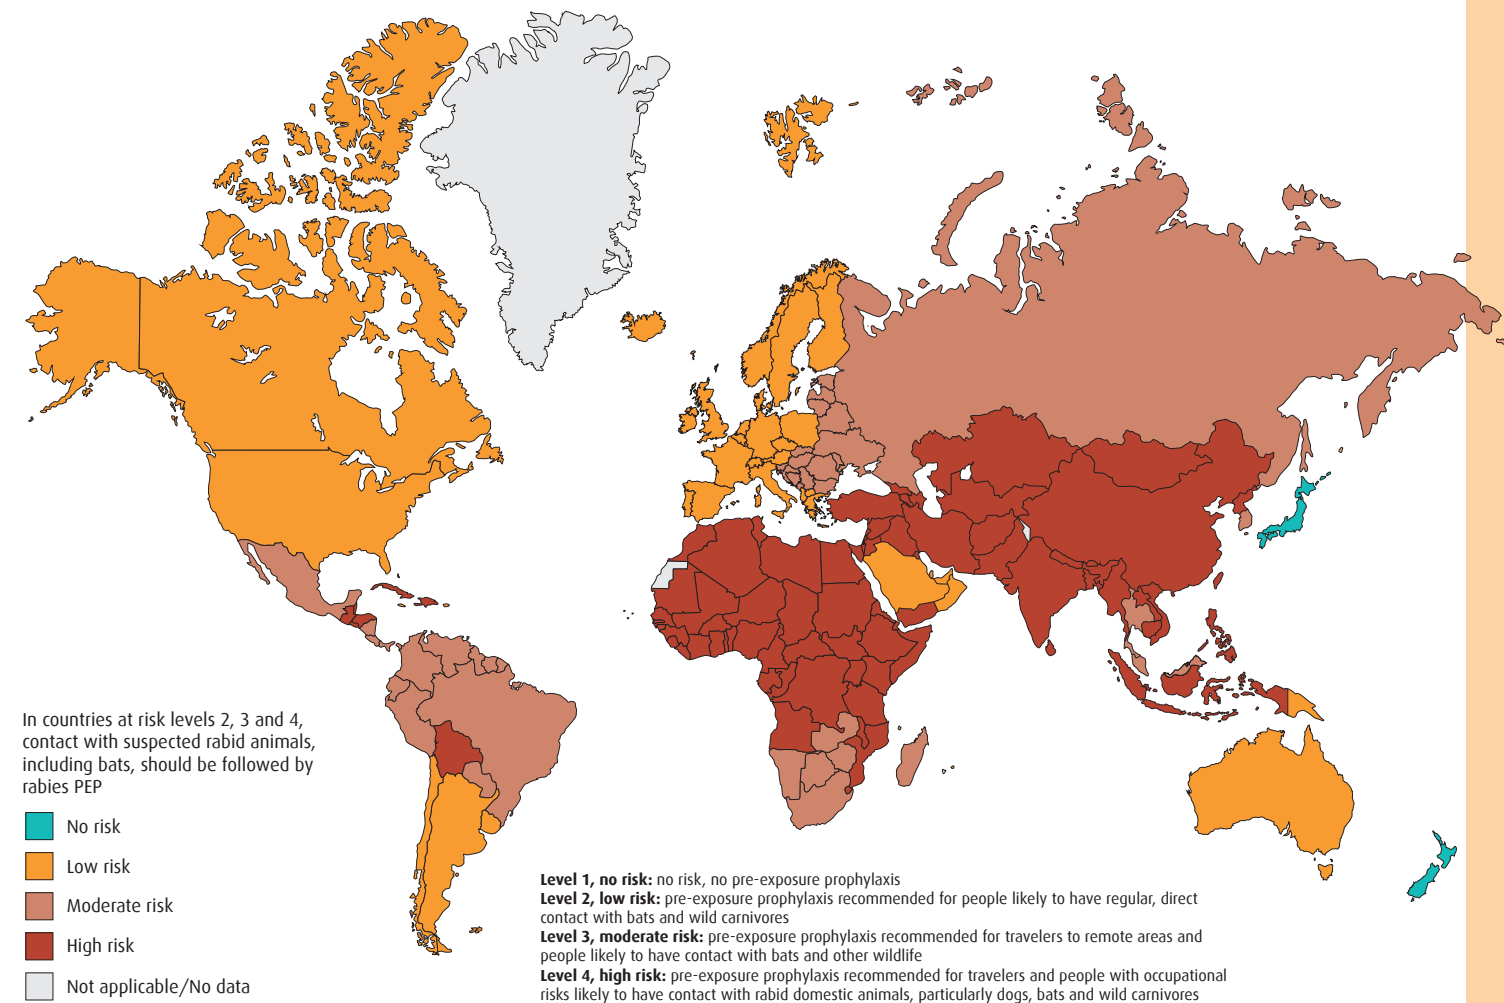 In countries at risk levels 2, 3 and 4,
contact with suspected rabid animals,
including bats, should be followed by
rabies PEP
No risk
Low risk
Moderate risk
High risk
Not applicable/No data
Level 1, no risk: no risk, no pre-exposure prophylaxis
Level 2, low risk: pre-exposure prophylaxis recommended for people likely to have regular, direct
contact with bats and wild carnivores
Level 3, moderate risk: pre-exposure prophylaxis recommended for travelers to remote areas and
people likely to have contact with bats and other wildlife
Level 4, high risk: pre-exposure prophylaxis recommended for travelers and people with occupational
risks likely to have contact with rabid domestic animals, particularly dogs, bats and wild carnivores